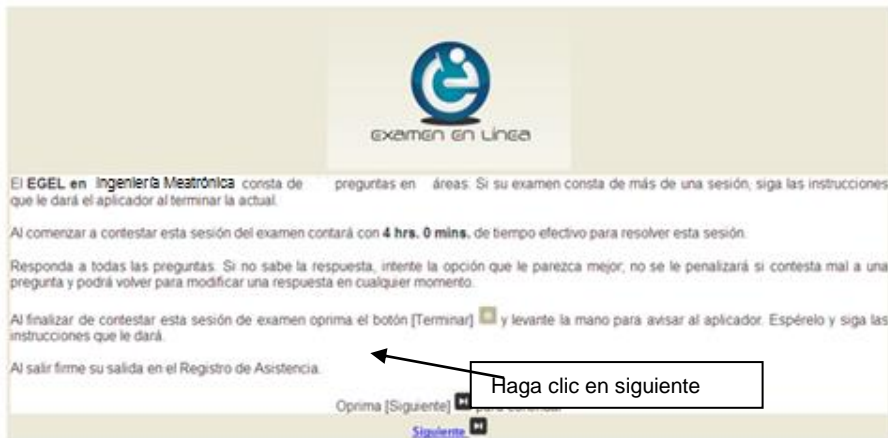 examen en Línea
El EGEL en Ingeniería Meatrónica consta de preguntas en áreas. Si su examen consta de más de una sesión, siga las instrucciones
que le dará el aplicador al terminar la actual.
Al comenzar a contestar esta sesión del examen contará con 4 hrs. 0 mins. de tiempo efectivo para resolver esta sesión.
Responda a todas las preguntas. Si no sabe la respuesta, intente la opción que le parezca mejor; no se le penalizará si contesta mal a una
pregunta y podrá volver para modificar una respuesta en cualquier momento.
Al finalizar de contestar esta sesión de examen oprima el botón [Terminar] y levante la mano para avisar al aplicador. Espérelo y siga las
instrucciones que le dará.
Al salir firme su salida en el Registro de Asistencia.
Haga clic en siguiente
Oprima [Siguiente] para continuar
Siguiente